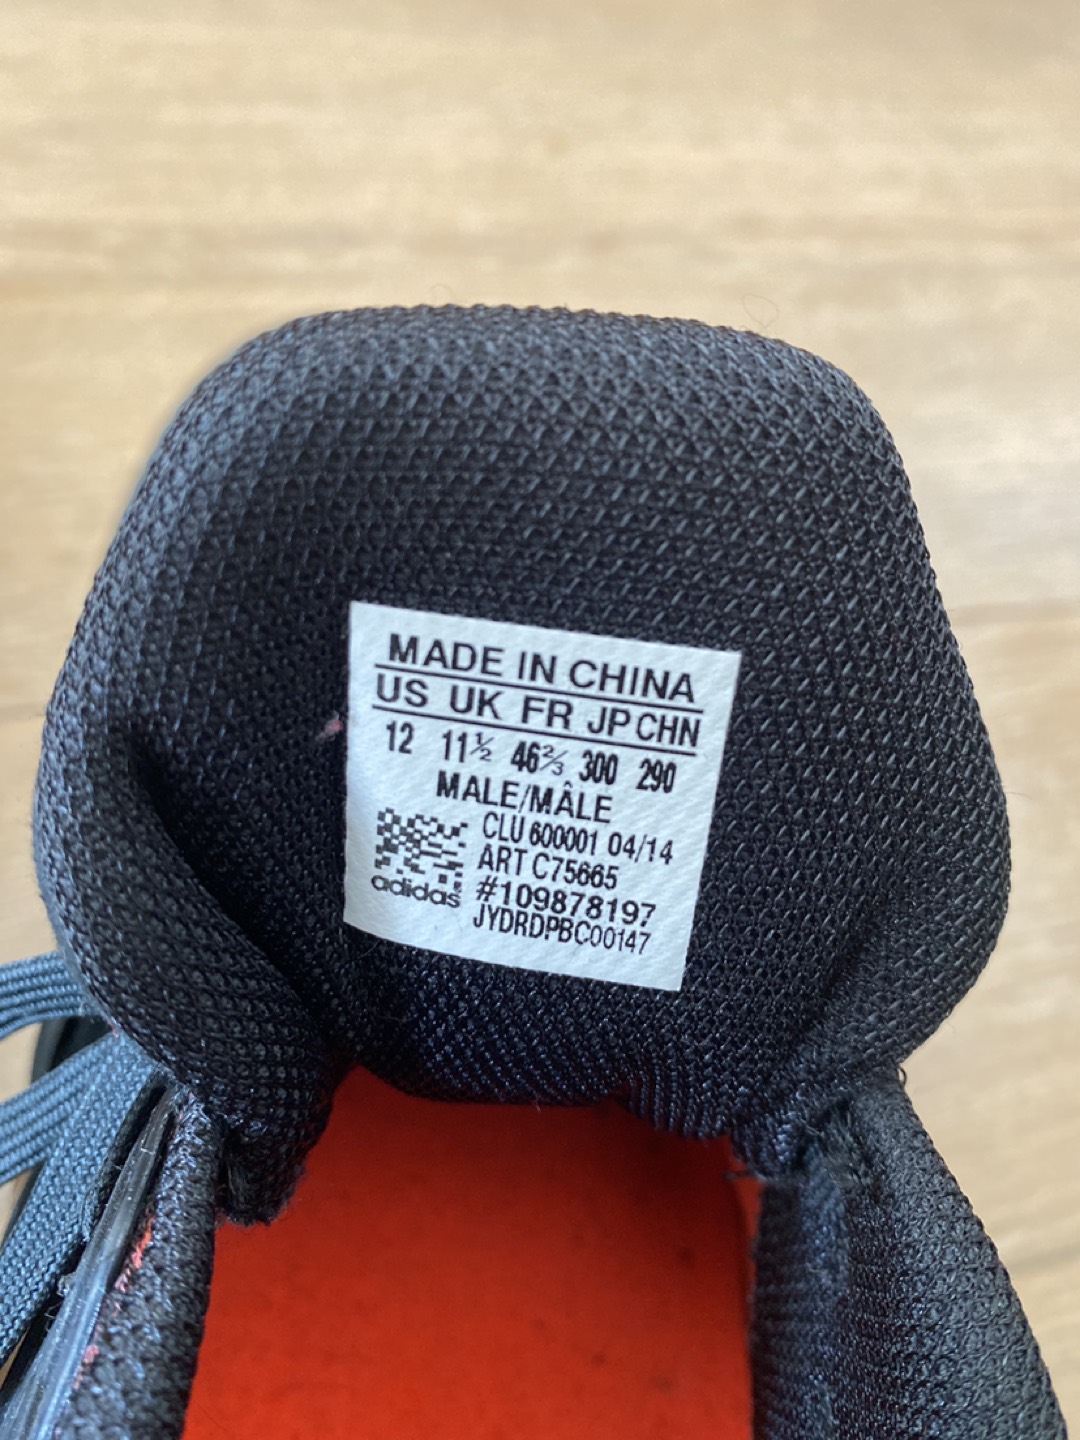 MADE IN CHINA
US UK FR JP CHN
12 11½ 46⅔ 300 290
MALE/MÂLE
CLU 600001 04/14
ART C75665
#109878197
adidas
JYDRDPBC00147